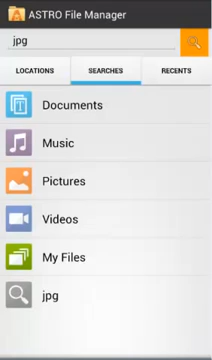 ASTRO File Manager
jpg
LOCATIONS SEARCHES RECENTS
Documents
Music
Pictures
Videos
My Files
jpg